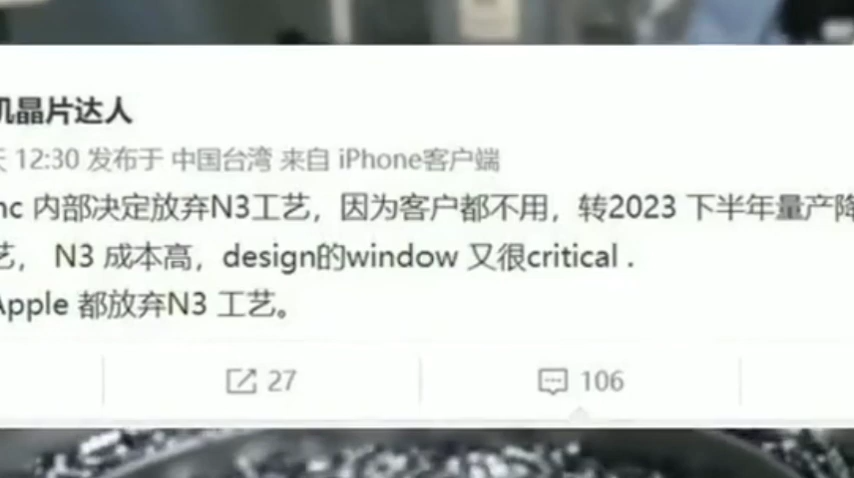 机晶片达人
天 12:30 发布于 中国台湾 来自 iPhone客户端
mc 内部决定放弃N3工艺，因为客户都不用，转2023 下半年量产降
艺， N3 成本高，design的window 又很critical .
Apple 都放弃N3 工艺。
27
106